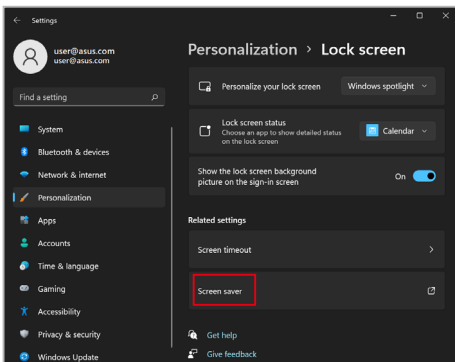 Settings
user@asus.com
user@asus.com
Find a setting
System
Bluetooth & devices
Network & internet
Personalization
Apps
Accounts
Time & language
Gaming
Accessibility
Privacy & security
Windows Update
Personalization > Lock screen
Personalize your lock screen
Windows spotlight
Lock screen status
Choose an app to show detailed status
on the lock screen
Calendar
Show the lock screen background
picture on the sign-in screen
On
Related settings
Screen timeout
Screen saver
Get help
Give feedback